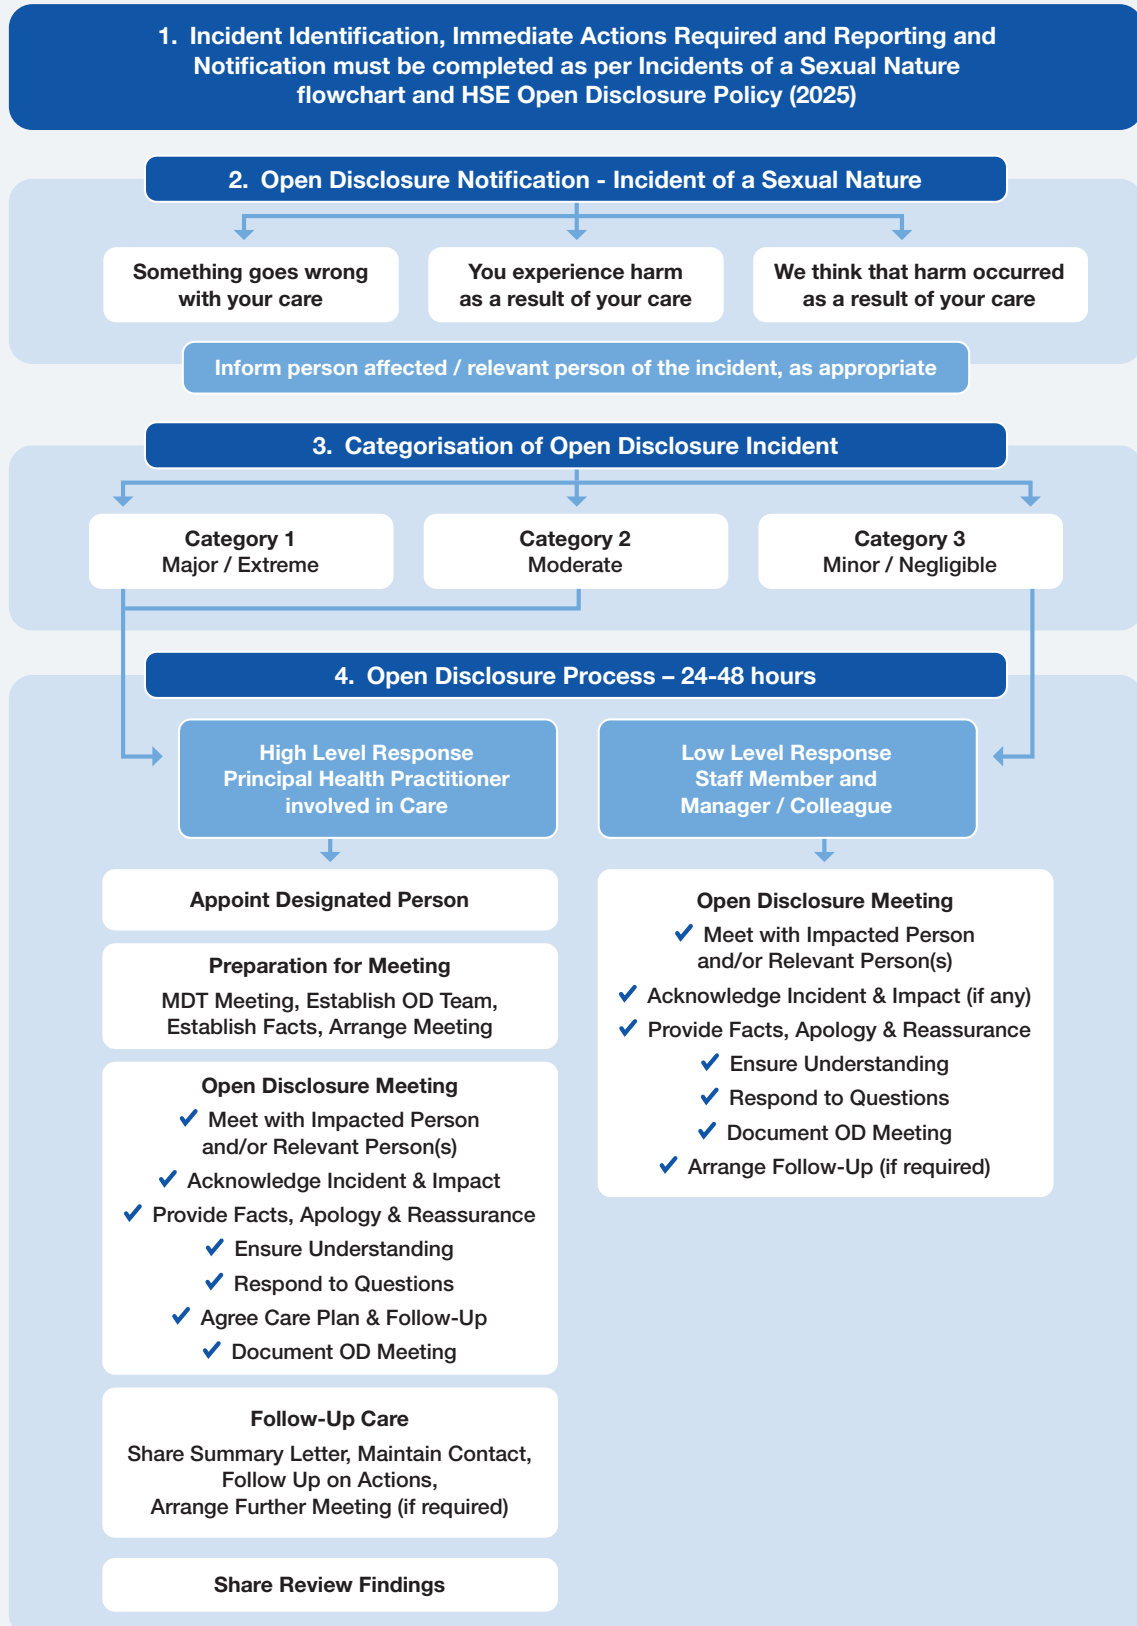 1. Incident Identification, Immediate Actions Required and Reporting and
Notification must be completed as per Incidents of a Sexual Nature
flowchart and HSE Open Disclosure Policy (2025)
2. Open Disclosure Notification - Incident of a Sexual Nature
Something goes wrong
with your care
You experience harm
as a result of your care
We think that harm occurred
as a result of your care
Inform person affected / relevant person of the incident, as appropriate
3. Categorisation of Open Disclosure Incident
Category 1
Major / Extreme
Category 2
Moderate
Category 3
Minor / Negligible
4. Open Disclosure Process – 24-48 hours
High Level Response
Principal Health Practitioner
involved in Care
Appoint Designated Person
Preparation for Meeting
MDT Meeting, Establish OD Team,
Establish Facts, Arrange Meeting
Open Disclosure Meeting
✓ Meet with Impacted Person
and/or Relevant Person(s)
✓ Acknowledge Incident & Impact
✓ Provide Facts, Apology & Reassurance
✓ Ensure Understanding
✓ Respond to Questions
✓ Agree Care Plan & Follow-Up
✓ Document OD Meeting
Follow-Up Care
Share Summary Letter, Maintain Contact,
Follow Up on Actions,
Arrange Further Meeting (if required)
Share Review Findings
Low Level Response
Staff Member and
Manager / Colleague
Open Disclosure Meeting
✓ Meet with Impacted Person
and/or Relevant Person(s)
✓ Acknowledge Incident & Impact (if any)
✓ Provide Facts, Apology & Reassurance
✓ Ensure Understanding
✓ Respond to Questions
✓ Document OD Meeting
✓ Arrange Follow-Up (if required)